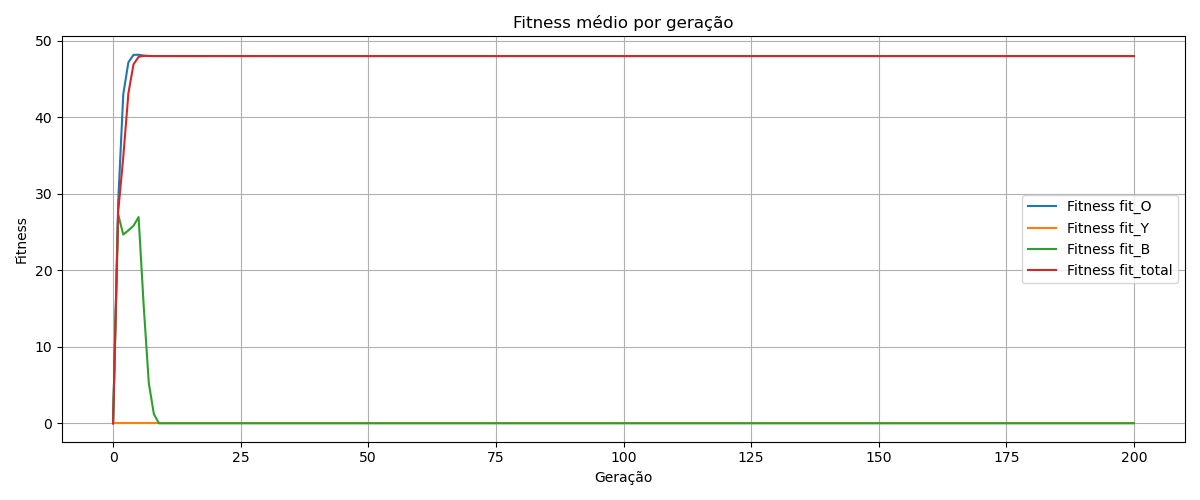 Fitness médio por geração
50
40
30
20
10
0
Fitness
0 25 50 75 100 125 150 175 200
Geração
Fitness fit_O
Fitness fit_Y
Fitness fit_B
Fitness fit_total